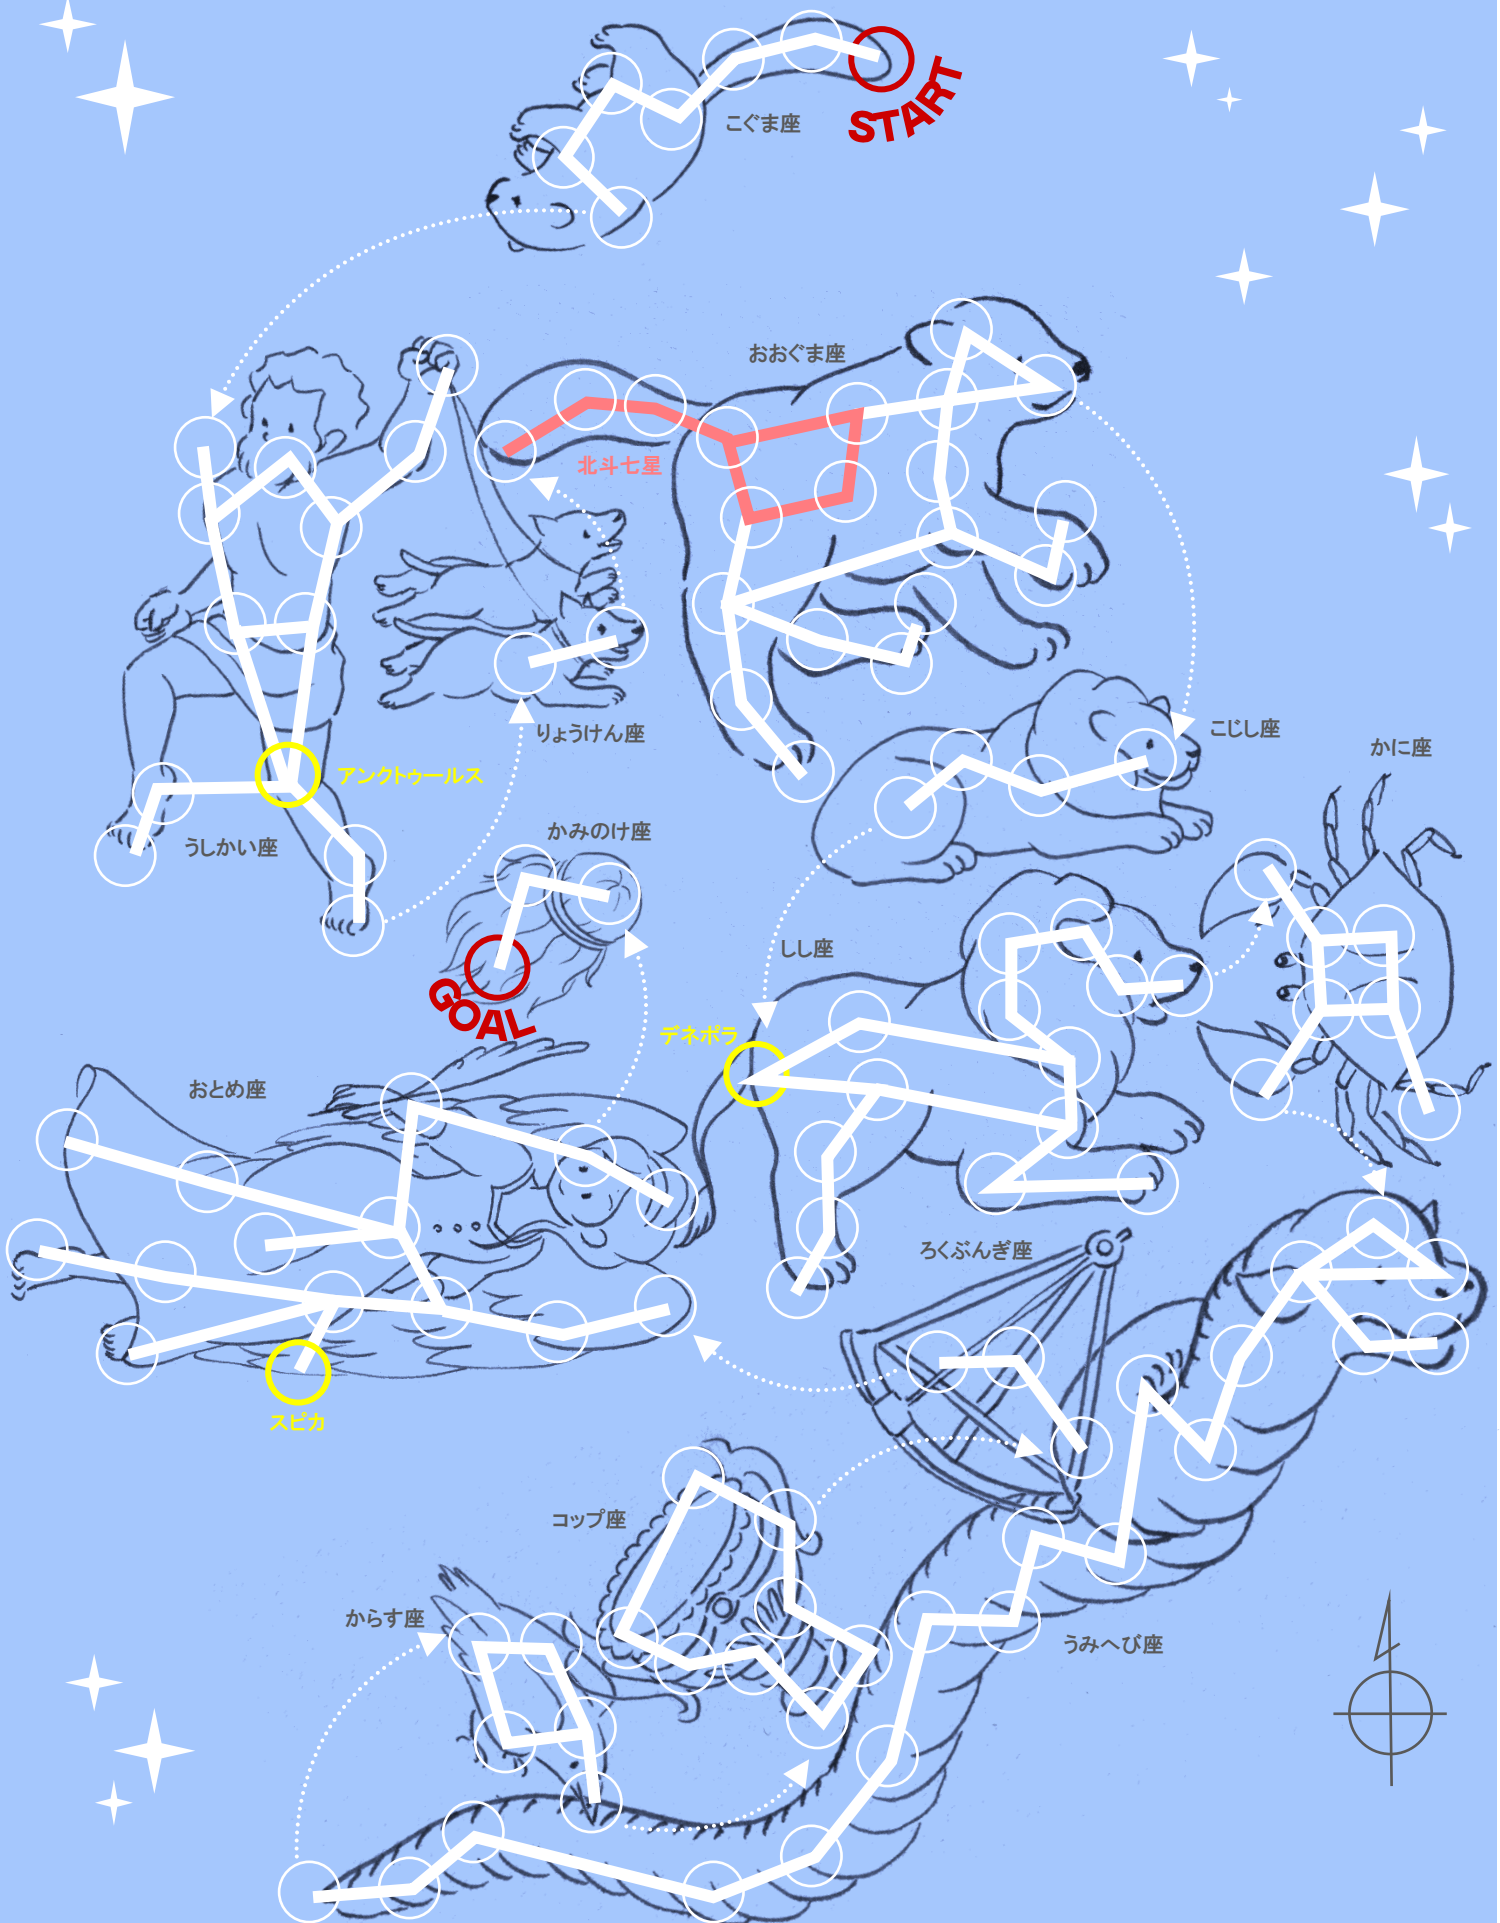 START
こぐま座
おおぐま座
北斗七星
りょうけん座
こじし座
かに座
アンクトゥールス
うしかい座
かみのけ座
しし座
GOAL
デネポラ
おとめ座
ろくぶんぎ座
スピカ
コップ座
からす座
うみへび座